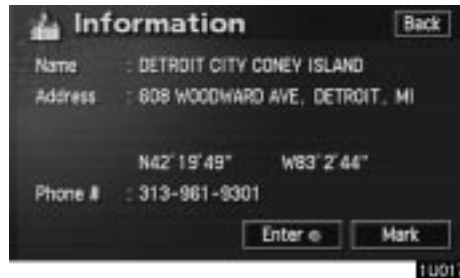 Information Back
Name : DETROIT CITY CONEY ISLAND
Address : 608 WOODWARD AVE, DETROIT, MI
N42°19'49" W83°2'44"
Phone # : 313-961-9301
Enter Mark
1U017